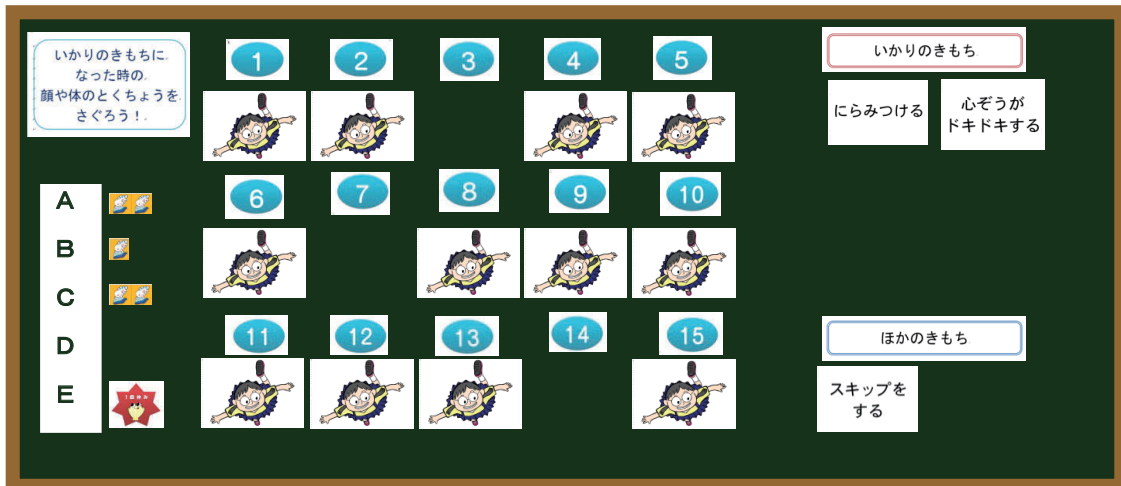 いかりのきもちに
なった時の
顔や体のとくちょうを
さぐろう！
1
2
3
4
5
いかりのきもち
にらみつける
心ぞうが
ドキドキする
A
B
C
D
E
6
7
8
9
10
11
12
13
14
15
ほかのきもち
スキップを
する